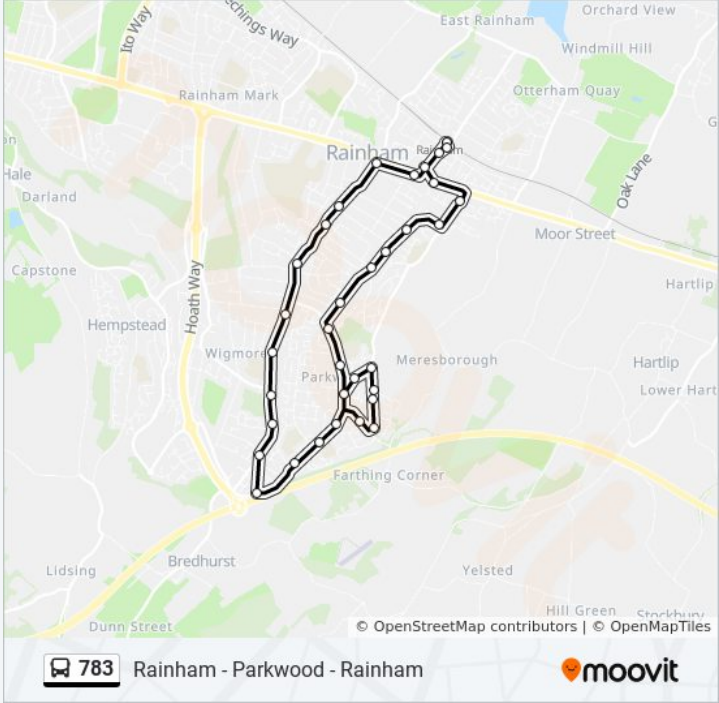 Orchard View
Ito Way
East Rainham
Windmill Hill
Rainham Mark
Otterham Quay
Rainham
Hale
Darland
Oak Lane
Moor Street
Capstone
Hoath Way
Hartlip
Hempstead
Wigmore
Meresborough
Hartlip
Lower Hart
Parkw
Farthing Corner
Bredhurst
Lidsing
Yelsted
Hill Green
Stockbury
Dunn Street
© OpenStreetMap contributors | © OpenMapTiles
783 Rainham - Parkwood - Rainham
moovit